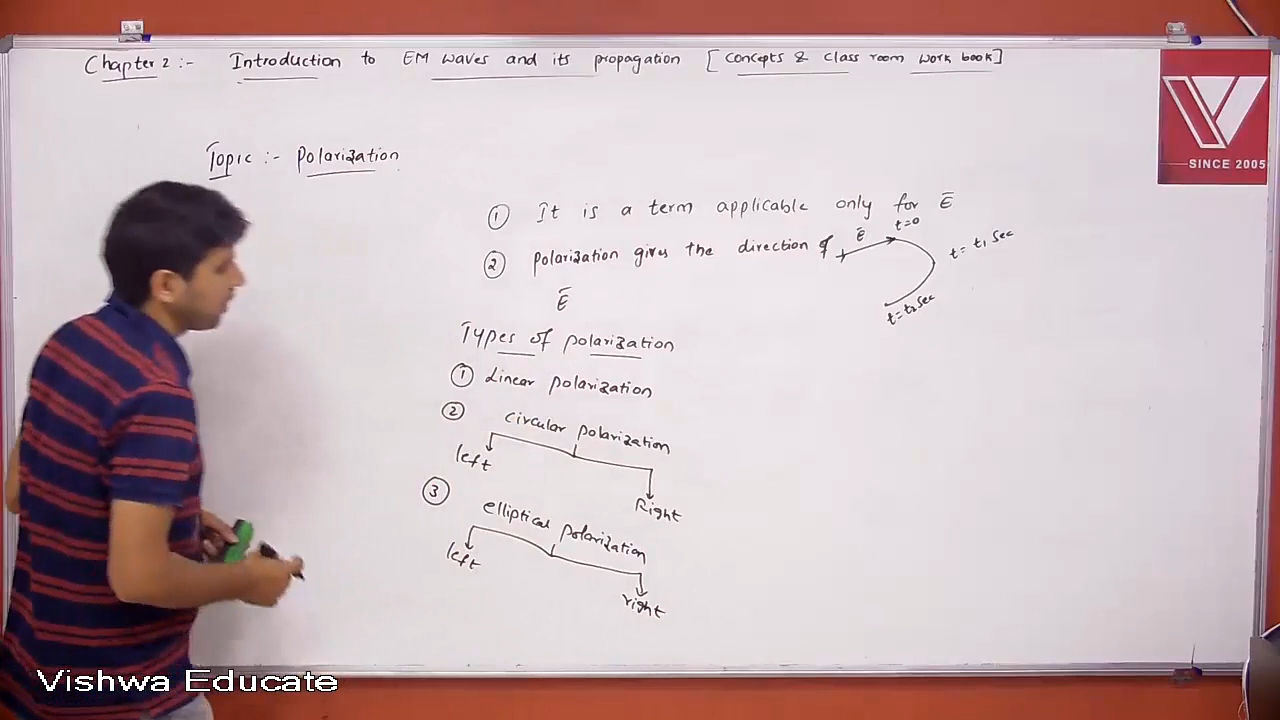 Chapter 2 :- Introduction to EM waves and its propagation [Concepts & Class room Work book]
SINCE 2005
Topic :- Polarization
① It is a term applicable only for Ē
② polarization gives the direction of
Ē
Ē t=0
t = t₁ sec
t = t₂ sec
Types of polarization
① Linear polarization
② Circular polarization
left
Right
③ elliptical polarization
left
right
Vishwa Educate